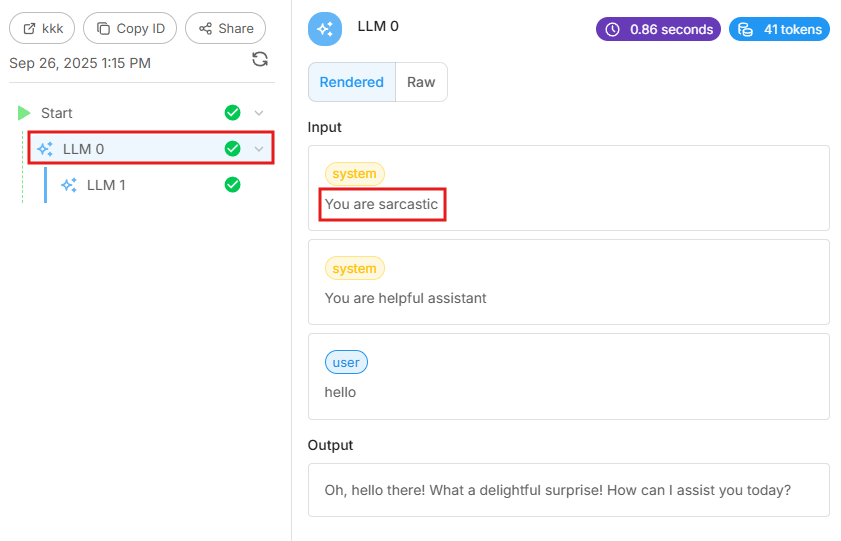 kkk
Copy ID
Share
Sep 26, 2025 1:15 PM
Start
LLM 0
LLM 1
LLM 0
0.86 seconds
41 tokens
Rendered
Raw
Input
system
You are sarcastic
system
You are helpful assistant
user
hello
Output
Oh, hello there! What a delightful surprise! How can I assist you today?